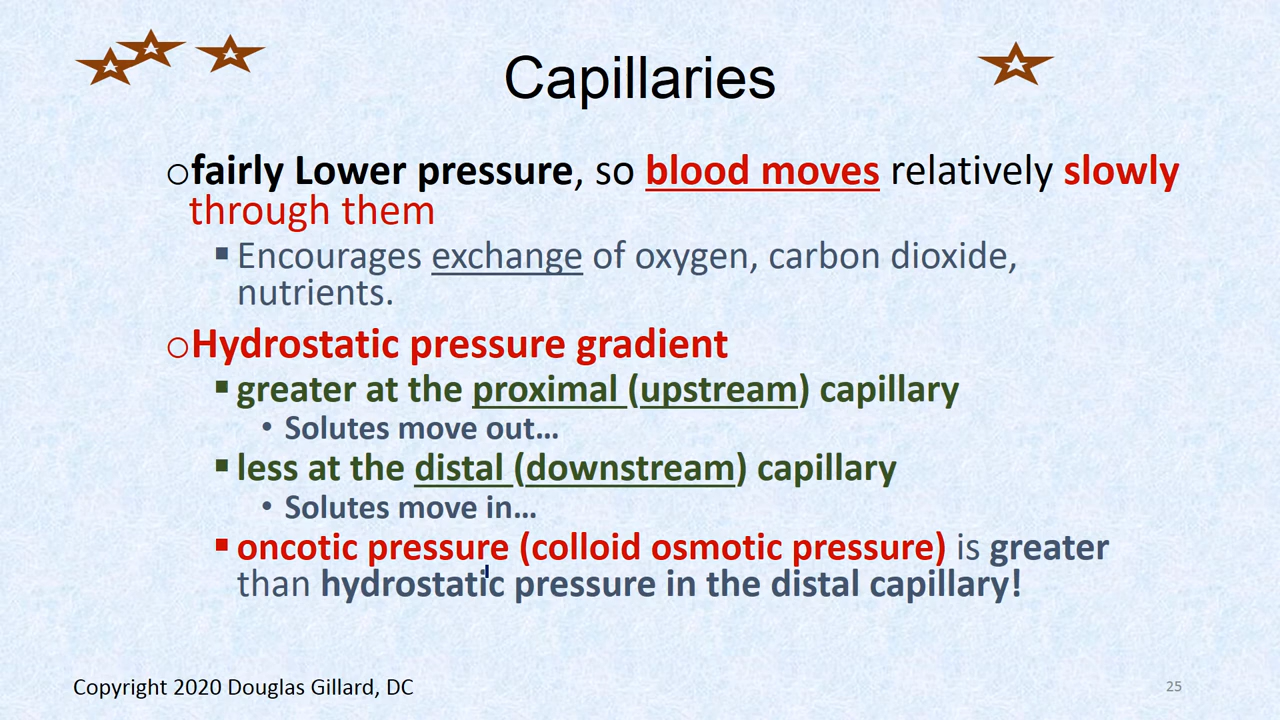 Capillaries
○fairly Lower pressure, so blood moves relatively slowly
through them
▪Encourages exchange of oxygen, carbon dioxide,
nutrients.
○Hydrostatic pressure gradient
▪greater at the proximal (upstream) capillary
• Solutes move out…
▪less at the distal (downstream) capillary
• Solutes move in…
▪oncotic pressure (colloid osmotic pressure) is greater
than hydrostatic pressure in the distal capillary!
Copyright 2020 Douglas Gillard, DC
25